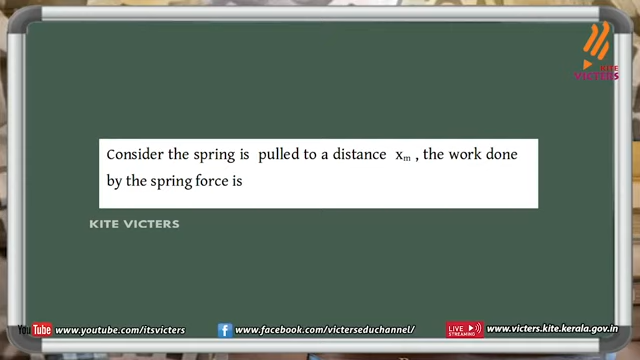 KITE
VICTERS
Consider the spring is pulled to a distance xₘ , the work done
by the spring force is
KITE VICTERS
YouTube www.youtube.com/itsvicters
f www.facebook.com/victerseduchannel/
LIVE STREAMING www.victers.kite.kerala.gov.in